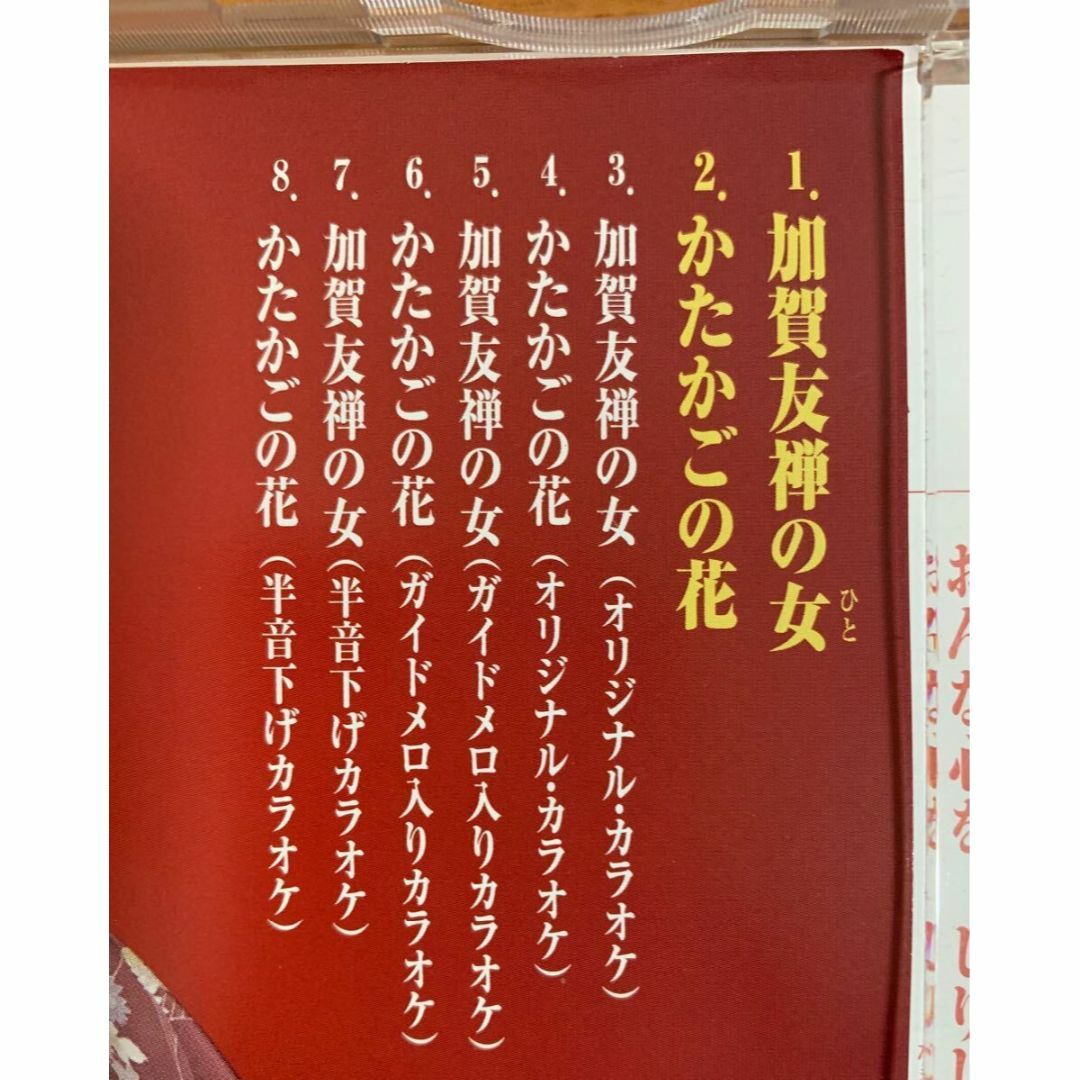 1. 加賀友禅の女
ひと
2. かたかごの花
3. 加賀友禅の女(オリジナル・カラオケ)
4. かたかごの花(オリジナル・カラオケ)
5. 加賀友禅の女(ガイドメロ入りカラオケ)
6. かたかごの花(ガイドメロ入りカラオケ)
7. 加賀友禅の女(半音下げカラオケ)
8. かたかごの花(半音下げカラオケ)